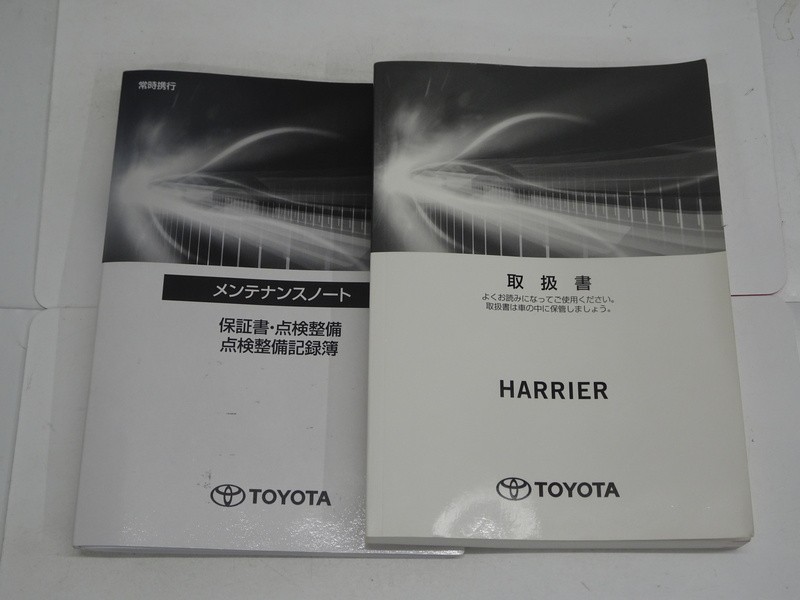 常時携行
メンテナンスノート
保証書・点検整備
点検整備記録簿
TOYOTA
取扱書
よくお読みになってご使用ください。
取扱書は車の中に保管しましょう。
HARRIER
TOYOTA